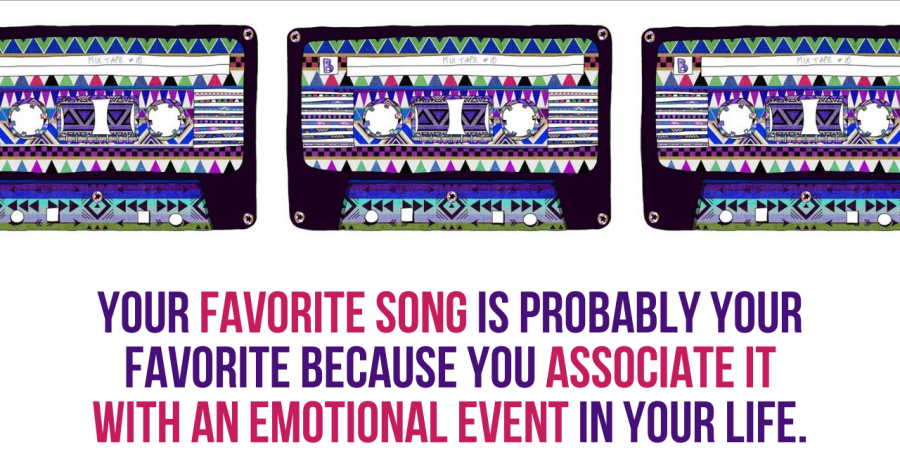 MIX TAPE #10
B MIX TAPE #10
B MIX TAPE #10
YOUR FAVORITE SONG IS PROBABLY YOUR
FAVORITE BECAUSE YOU ASSOCIATE IT
WITH AN EMOTIONAL EVENT IN YOUR LIFE.